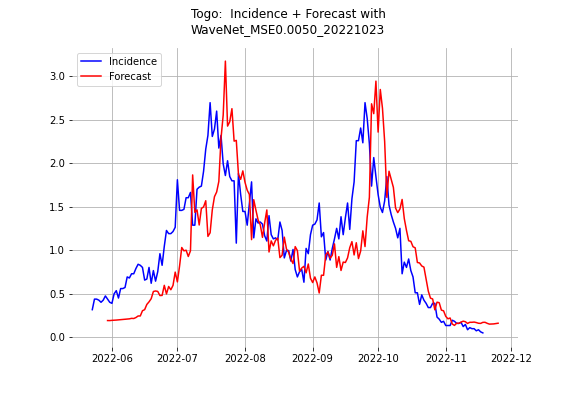 Togo:  Incidence + Forecast with
WaveNet_MSE0.0050_20221023
Incidence
Forecast
3.0
2.5
2.0
1.5
1.0
0.5
0.0
2022-06 2022-07 2022-08 2022-09 2022-10 2022-11 2022-12